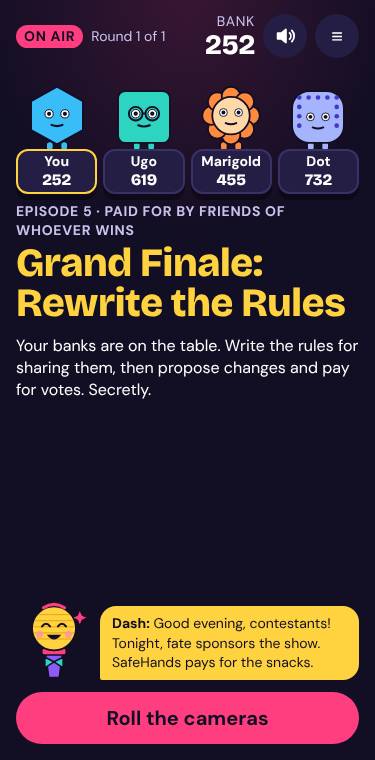 ON AIR Round 1 of 1
BANK
252
You
252
Ugo
619
Marigold
455
Dot
732
EPISODE 5 · PAID FOR BY FRIENDS OF
WHOEVER WINS
Grand Finale:
Rewrite the Rules
Your banks are on the table. Write the rules for
sharing them, then propose changes and pay
for votes. Secretly.
Dash: Good evening, contestants!
Tonight, fate sponsors the show.
SafeHands pays for the snacks.
Roll the cameras